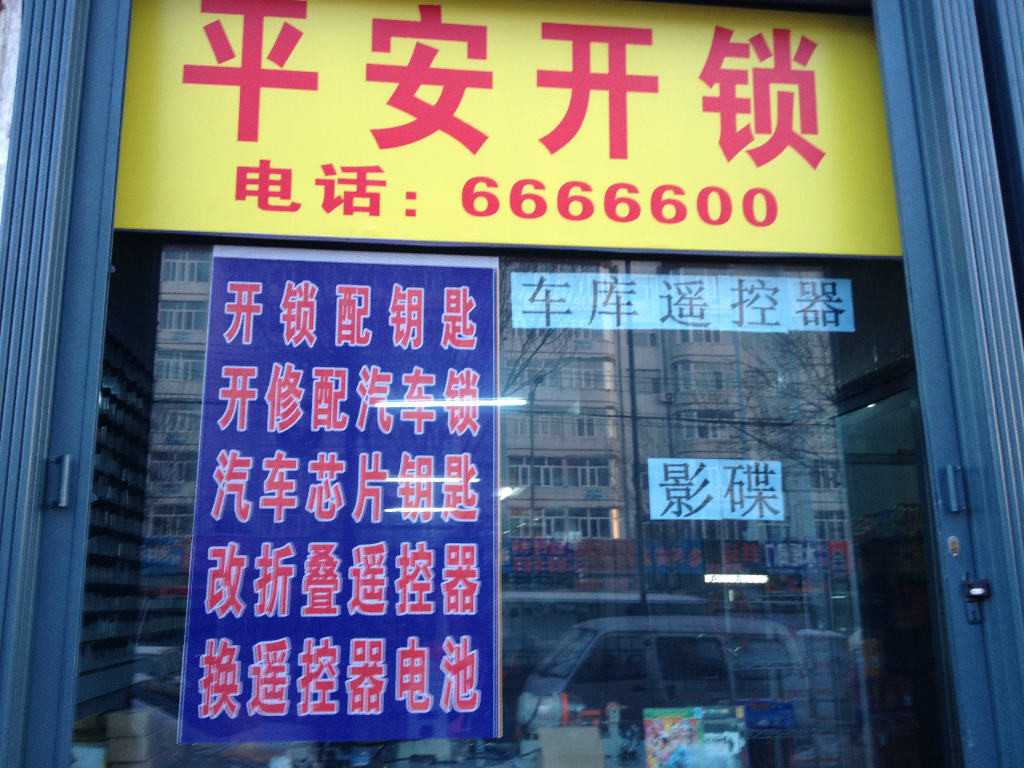 平安开锁
电话：6666600
开锁配钥匙
开修配汽车锁
汽车芯片钥匙
改折叠遥控器
换遥控器电池
车库遥控器
影碟